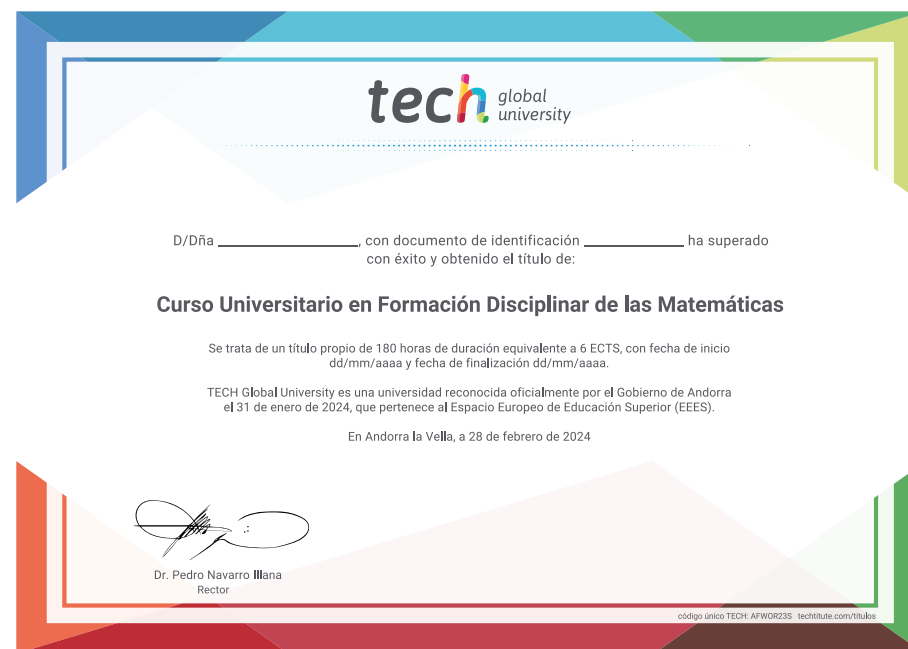 tech global university
D/Dña ________________, con documento de identificación ____________ ha superado
con éxito y obtenido el título de:
Curso Universitario en Formación Disciplinar de las Matemáticas
Se trata de un título propio de 180 horas de duración equivalente a 6 ECTS, con fecha de inicio
dd/mm/aaaa y fecha de finalización dd/mm/aaaa.
TECH Global University es una universidad reconocida oficialmente por el Gobierno de Andorra
el 31 de enero de 2024, que pertenece al Espacio Europeo de Educación Superior (EEES).
En Andorra la Vella, a 28 de febrero de 2024
Dr. Pedro Navarro Illana
Rector
código único TECH: AFWOR23S techtitute.com/titulos